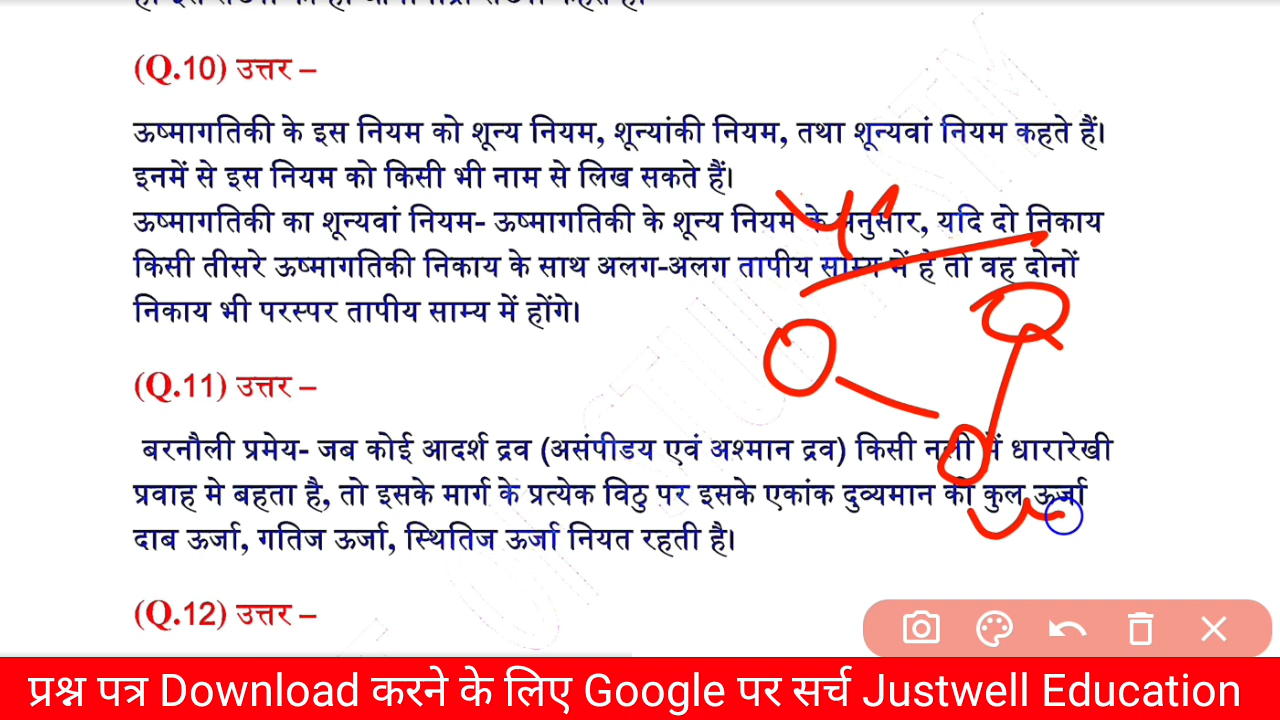 (Q.10) उत्तर –
ऊष्मागतिकी के इस नियम को शून्य नियम, शून्यांकी नियम, तथा शून्यवां नियम कहते हैं।
इनमें से इस नियम को किसी भी नाम से लिख सकते हैं।
ऊष्मागतिकी का शून्यवां नियम- ऊष्मागतिकी के शून्य नियम के अनुसार, यदि दो निकाय
किसी तीसरे ऊष्मागतिकी निकाय के साथ अलग-अलग तापीय साम्य में है तो वह दोनों
निकाय भी परस्पर तापीय साम्य में होंगे।
(Q.11) उत्तर –
बरनौली प्रमेय- जब कोई आदर्श द्रव (असंपीडय एवं अश्मान द्रव) किसी नली में धारारेखी
प्रवाह मे बहता है, तो इसके मार्ग के प्रत्येक विठु पर इसके एकांक दुव्यमान की कुल ऊर्जा
दाब ऊर्जा, गतिज ऊर्जा, स्थितिज ऊर्जा नियत रहती है।
(Q.12) उत्तर –
प्रश्न पत्र Download करने के लिए Google पर सर्च Justwell Education